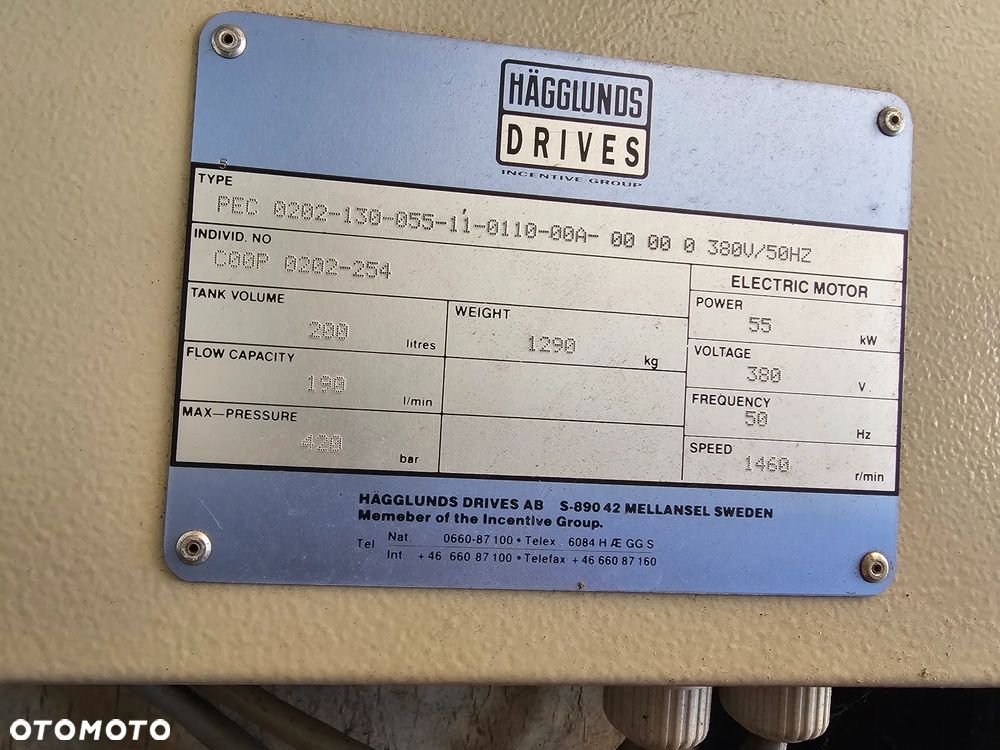 HÄGGLUNDS
DRIVES
INCENTIVE GROUP
5
TYPE
PEC 0202-130-055-11-0110-00A- 00 00 0 380V/50HZ
INDIVID. NO
C00P 0202-254
ELECTRIC MOTOR
TANK VOLUME
200 litres
WEIGHT
1290 kg
POWER
55 kW
FLOW CAPACITY
190 l/min
VOLTAGE
380 V
MAX—PRESSURE
420 bar
FREQUENCY
50 Hz
SPEED
1460 r/min
HÄGGLUNDS DRIVES AB S-890 42 MELLANSEL SWEDEN
Memeber of the Incentive Group.
Tel Nat. 0660-87 100 • Telex . 6084 H Æ GG S
Int. + 46 660 87 100 • Telefax + 46 660 87 160
OTOMOTO